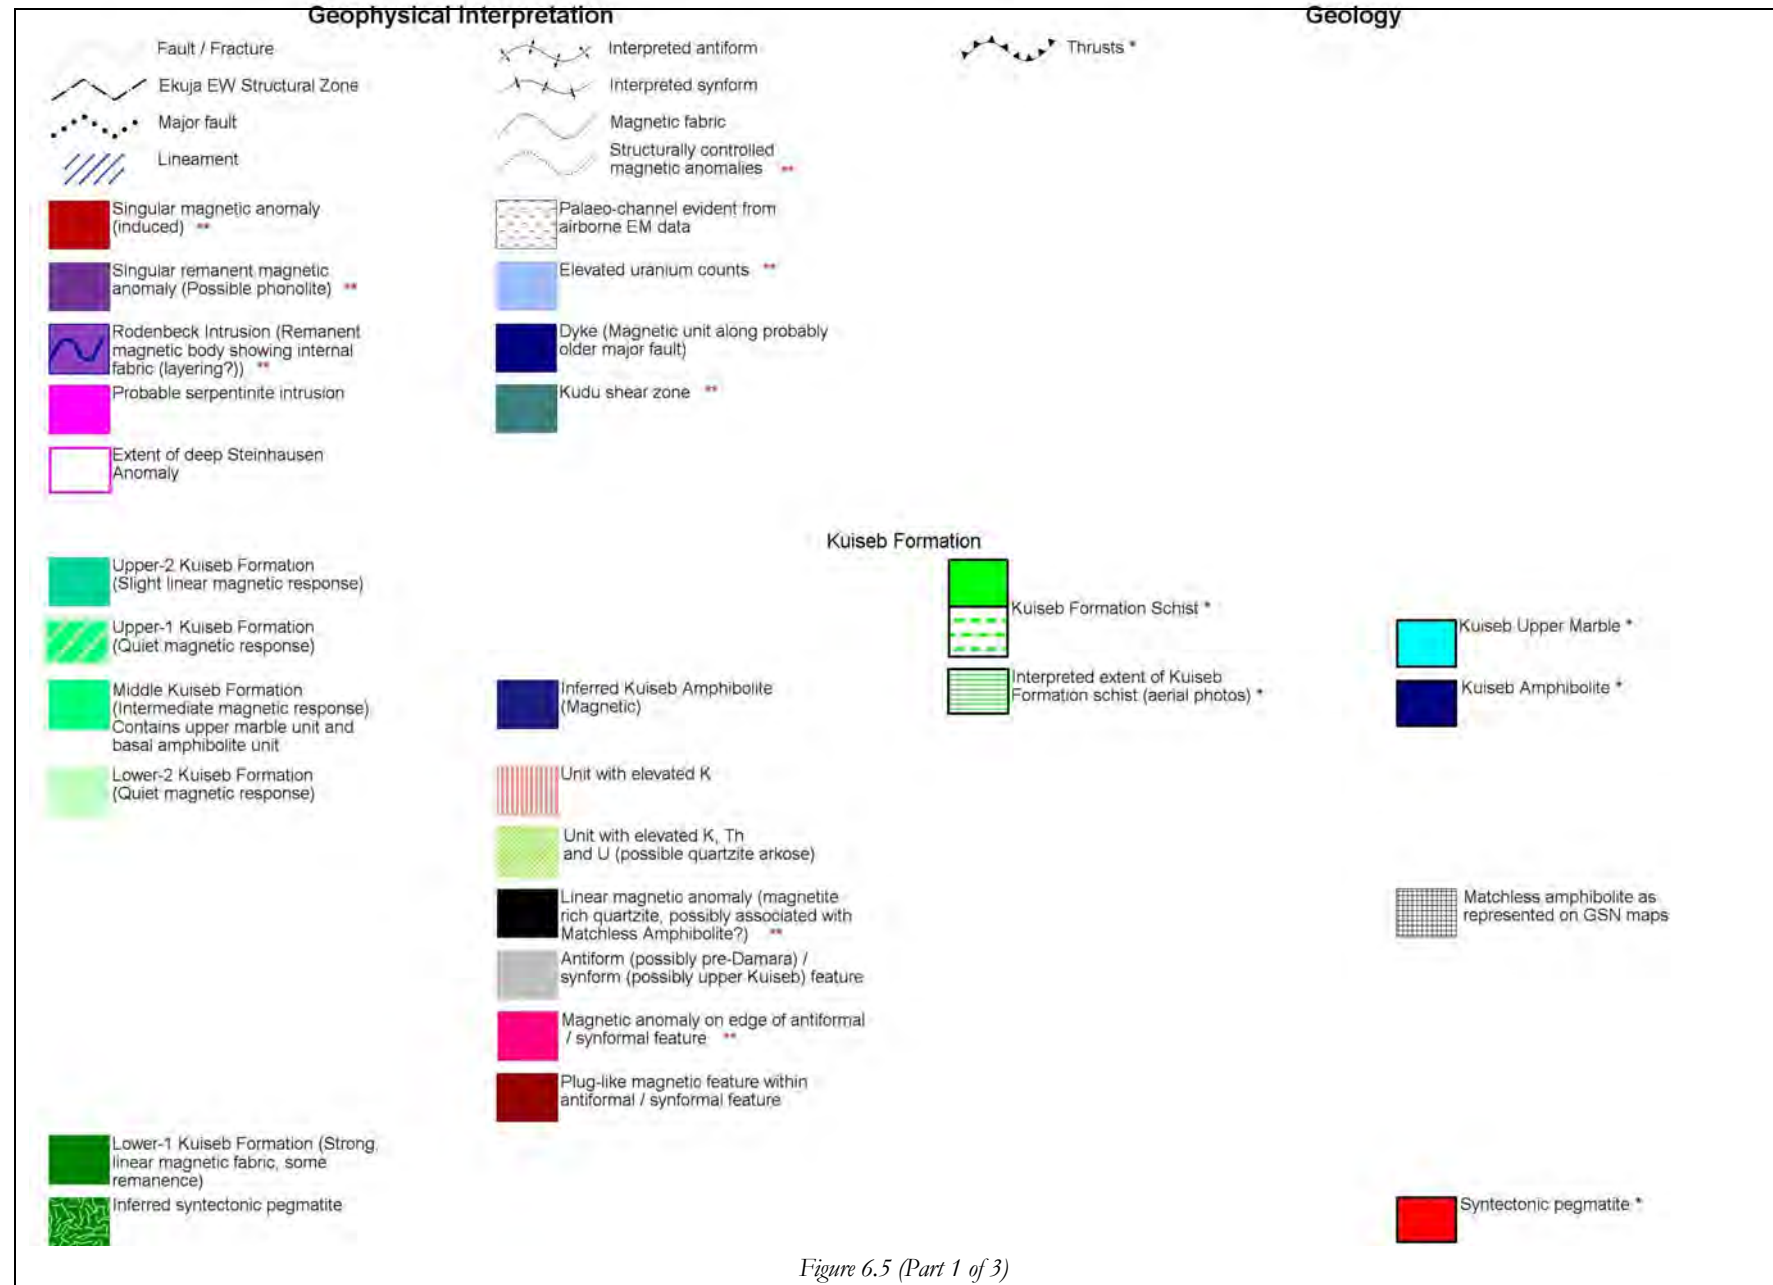 Geophysical Interpretation
Geology
Fault / Fracture
Ekuja EW Structural Zone
Major fault
Lineament
Singular magnetic anomaly
(induced) **
Singular remanent magnetic
anomaly (Possible phonolite) **
Rodenbeck Intrusion (Remanent
magnetic body showing internal
fabric (layering?)) **
Probable serpentinite intrusion
Extent of deep Steinhausen
Anomaly
Interpreted antiform
Interpreted synform
Magnetic fabric
Structurally controlled
magnetic anomalies **
Palaeo-channel evident from
airborne EM data
Elevated uranium counts **
Dyke (Magnetic unit along probably
older major fault)
Kudu shear zone **
Thrusts *
Kuiseb Formation
Upper-2 Kuiseb Formation
(Slight linear magnetic response)
Upper-1 Kuiseb Formation
(Quiet magnetic response)
Middle Kuiseb Formation
(Intermediate magnetic response)
Contains upper marble unit and
basal amphibolite unit
Lower-2 Kuiseb Formation
(Quiet magnetic response)
Inferred Kuiseb Amphibolite
(Magnetic)
Unit with elevated K
Unit with elevated K, Th
and U (possible quartzite arkose)
Linear magnetic anomaly (magnetite
rich quartzite, possibly associated with
Matchless Amphibolite?) **
Antiform (possibly pre-Damara) /
synform (possibly upper Kuiseb) feature
Magnetic anomaly on edge of antiformal
/ synformal feature **
Plug-like magnetic feature within
antiformal / synformal feature
Kuiseb Formation Schist *
Interpreted extent of Kuiseb
Formation schist (aerial photos) *
Kuiseb Upper Marble *
Kuiseb Amphibolite *
Matchless amphibolite as
represented on GSN maps
Lower-1 Kuiseb Formation (Strong,
linear magnetic fabric, some
remanence)
Inferred syntectonic pegmatite
Syntectonic pegmatite *
Figure 6.5 (Part 1 of 3)